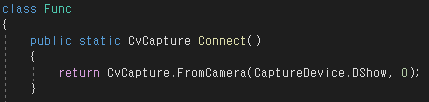 class Func
{
public static CvCapture Connect()
{
return CvCapture.FromCamera(CaptureDevice.DShow, 0);